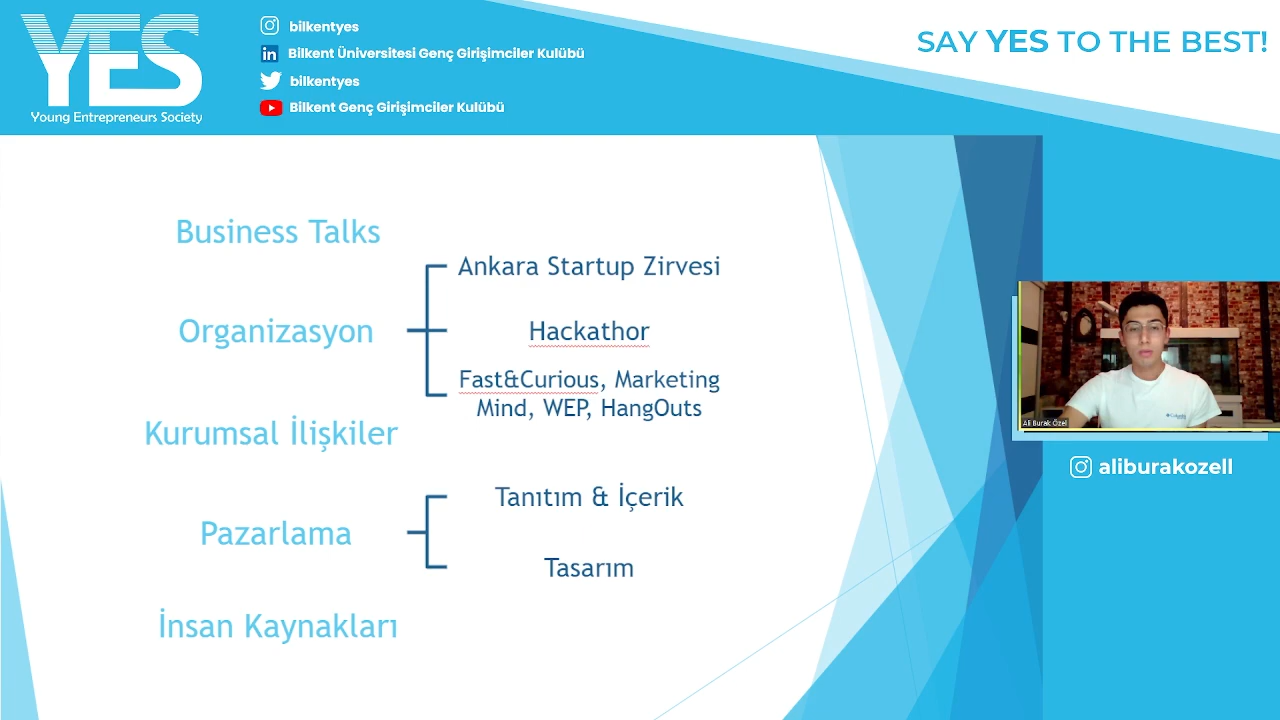 YES
Young Entrepreneurs Society
bilkentyes
in Bilkent Üniversitesi Genç Girişimciler Kulübü
bilkentyes
Bilkent Genç Girişimciler Kulübü
SAY YES TO THE BEST!
Business Talks
Ankara Startup Zirvesi
Organizasyon
Hackathor
Fast&Curious, Marketing
Mind, WEP, HangOuts
Kurumsal İlişkiler
Tanıtım & İçerik
Pazarlama
Tasarım
İnsan Kaynakları
Ali Burak Özel
aliburakozell